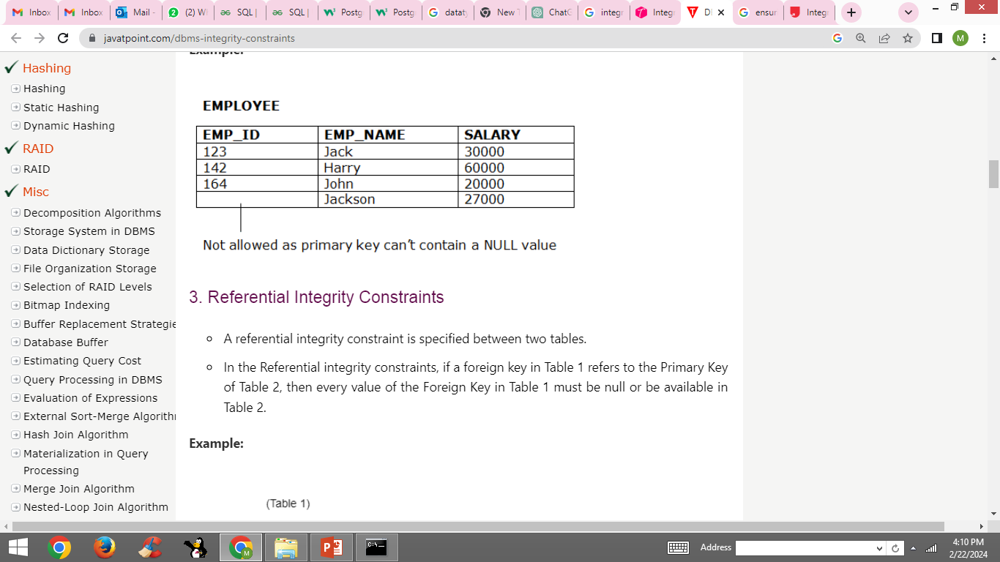 Inbox
Inbox
Mail -
(2) W
SQL |
SQL |
Postg
Postg
datat
New T
ChatG
integr
Integr
Di
ensur
Integ
javatpoint.com/dbms-integrity-constraints
M
Hashing
Hashing
Static Hashing
Dynamic Hashing
RAID
RAID
Misc
Decomposition Algorithms
Storage System in DBMS
Data Dictionary Storage
File Organization Storage
Selection of RAID Levels
Bitmap Indexing
Buffer Replacement Strategie
Database Buffer
Estimating Query Cost
Query Processing in DBMS
Evaluation of Expressions
External Sort-Merge Algorith
Hash Join Algorithm
Materialization in Query
Processing
Merge Join Algorithm
Nested-Loop Join Algorithm
Example:
EMPLOYEE
EMP_ID EMP_NAME SALARY
123 Jack 30000
142 Harry 60000
164 John 20000
Jackson 27000
Not allowed as primary key can't contain a NULL value
3. Referential Integrity Constraints
A referential integrity constraint is specified between two tables.
In the Referential integrity constraints, if a foreign key in Table 1 refers to the Primary Key
of Table 2, then every value of the Foreign Key in Table 1 must be null or be available in
Table 2.
Example:
(Table 1)
Address
4:10 PM
2/22/2024